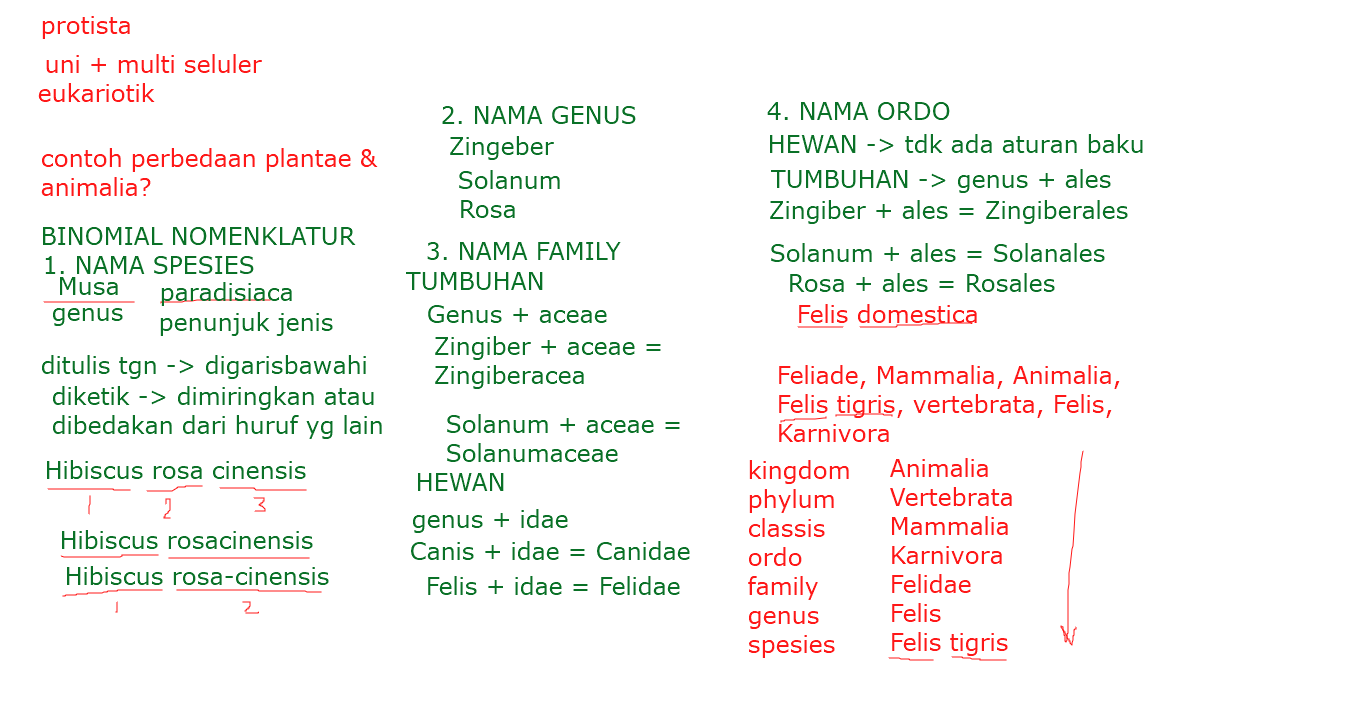 protista
uni + multi seluler
eukariotik
contoh perbedaan plantae &
animalia?
BINOMIAL NOMENKLATUR
1. NAMA SPESIES
Musa paradisiaca
genus penunjuk jenis
ditulis tgn -> digarisbawahi
diketik -> dimiringkan atau
dibedakan dari huruf yg lain
Hibiscus rosa cinensis
1 2 3
Hibiscus rosacinensis
Hibiscus rosa-cinensis
1 2
2. NAMA GENUS
Zingeber
Solanum
Rosa
3. NAMA FAMILY
TUMBUHAN
Genus + aceae
Zingiber + aceae =
Zingiberacea
Solanum + aceae =
Solanumaceae
HEWAN
genus + idae
Canis + idae = Canidae
Felis + idae = Felidae
4. NAMA ORDO
HEWAN -> tdk ada aturan baku
TUMBUHAN -> genus + ales
Zingiber + ales = Zingiberales
Solanum + ales = Solanales
Rosa + ales = Rosales
Felis domestica
Feliade, Mammalia, Animalia,
Felis tigris, vertebrata, Felis,
Karnivora
kingdom Animalia
phylum Vertebrata
classis Mammalia
ordo Karnivora
family Felidae
genus Felis
spesies Felis tigris